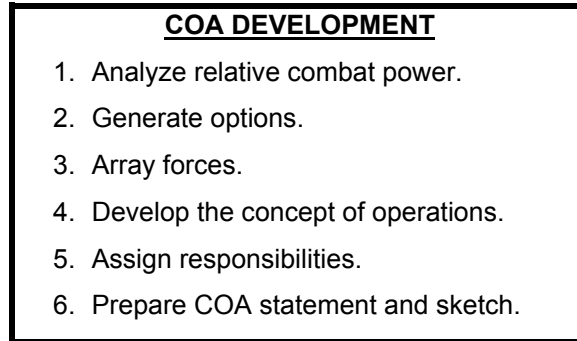 COA DEVELOPMENT
1. Analyze relative combat power.
2. Generate options.
3. Array forces.
4. Develop the concept of operations.
5. Assign responsibilities.
6. Prepare COA statement and sketch.